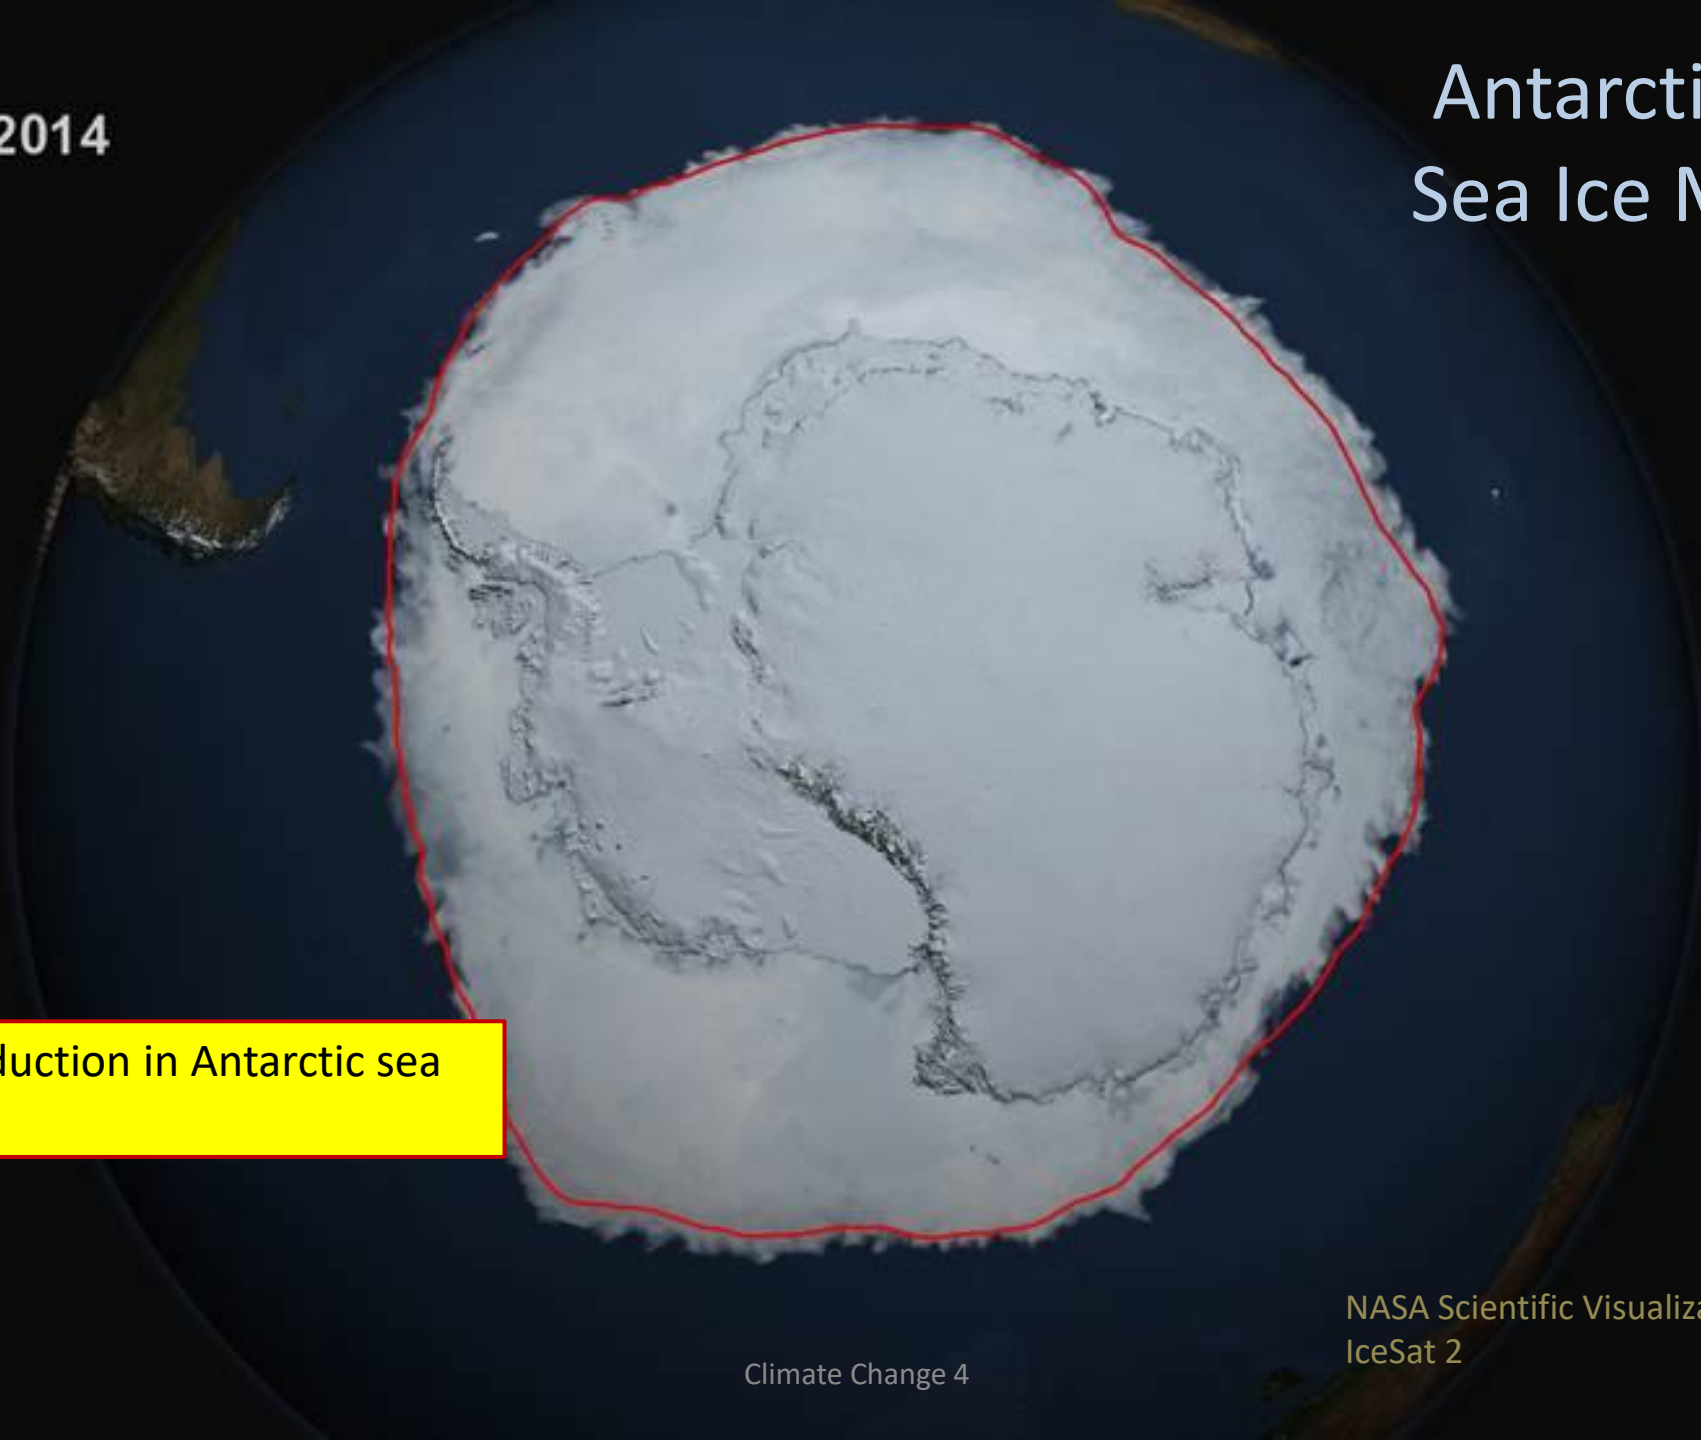 2014
Antarcti
Sea Ice
duction in Antarctic sea
NASA Scientific Visualiza
IceSat 2
Climate Change 4